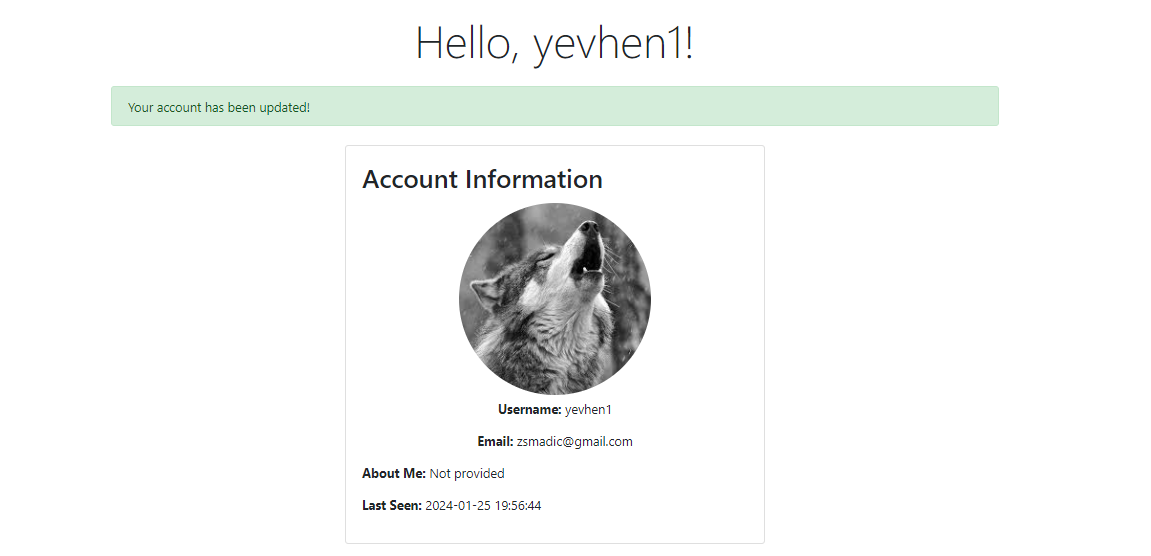 Hello, yevhen1!
Your account has been updated!
Account Information
Username: yevhen1
Email: zsmadic@gmail.com
About Me: Not provided
Last Seen: 2024-01-25 19:56:44